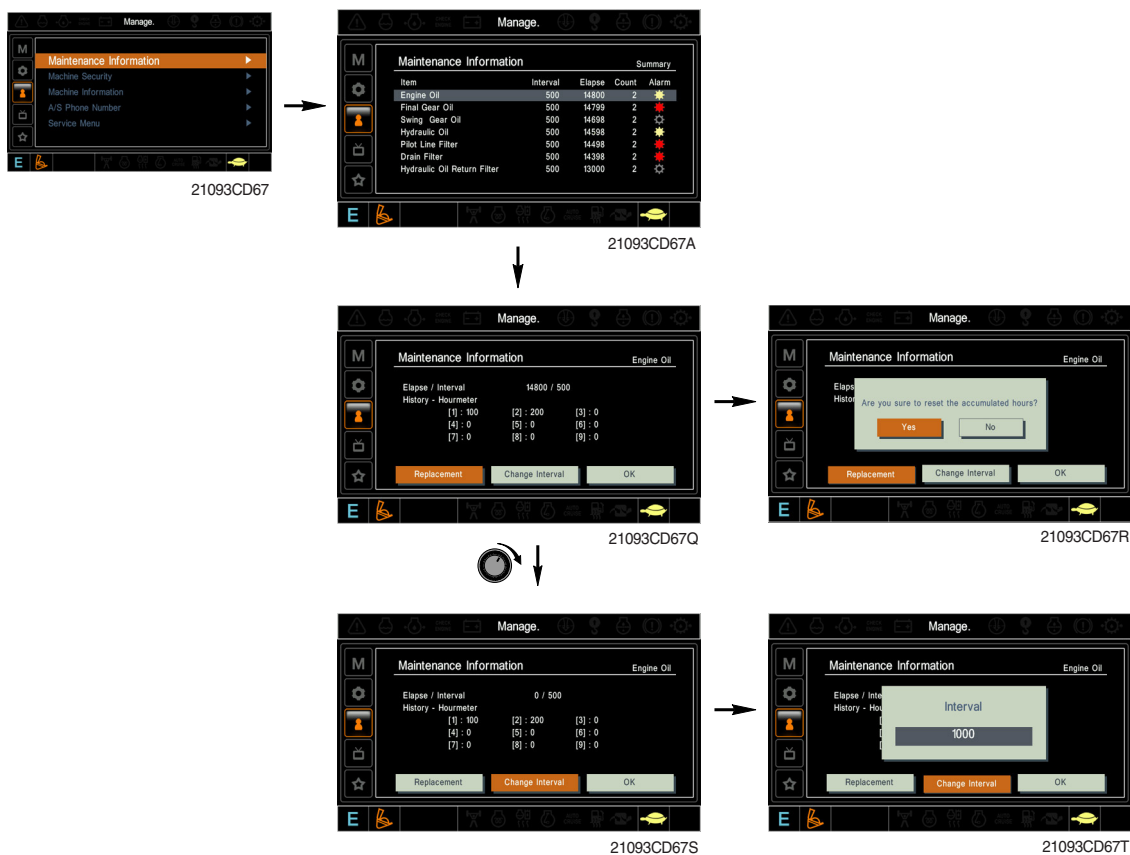 Manage.
M
Maintenance Information
Machine Security
Machine Information
A/S Phone Number
Service Menu
E
21093CD67
Manage.
M
Maintenance Information Summary
Item Interval Elapse Count Alarm
Engine Oil 500 14800 2
Final Gear Oil 500 14799 2
Swing Gear Oil 500 14698 2
Hydraulic Oil 500 14598 2
Pilot Line Filter 500 14498 2
Drain Filter 500 14398 2
Hydraulic Oil Return Filter 500 13000 2
E
21093CD67A
Manage.
M
Maintenance Information Engine Oil
Elapse / Interval 14800 / 500
History - Hourmeter
[1] : 100 [2] : 200 [3] : 0
[4] : 0 [5] : 0 [6] : 0
[7] : 0 [8] : 0 [9] : 0
Replacement Change Interval OK
E
21093CD67Q
Manage.
M
Maintenance Information Engine Oil
Elaps
Histor
Are you sure to reset the accumulated hours?
Yes No
Replacement Change Interval OK
E
21093CD67R
Manage.
M
Maintenance Information Engine Oil
Elapse / Interval 0 / 500
History - Hourmeter
[1] : 100 [2] : 200 [3] : 0
[4] : 0 [5] : 0 [6] : 0
[7] : 0 [8] : 0 [9] : 0
Replacement Change Interval OK
E
21093CD67S
Manage.
M
Maintenance Information Engine Oil
Elapse / Inte
History - Hou
Interval
1000
Replacement Change Interval OK
E
21093CD67T